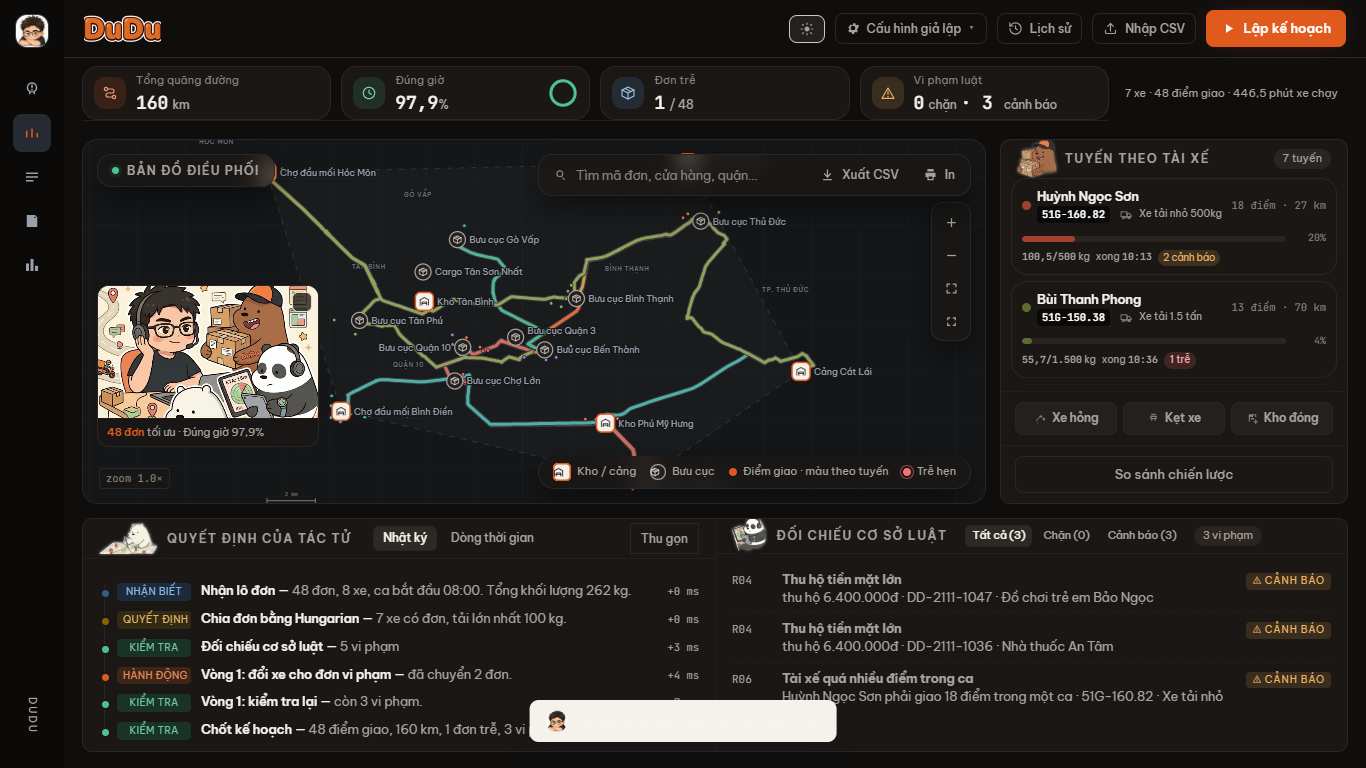 DuDu
Cấu hình giả lập
Lịch sử
Nhập CSV
Lập kế hoạch
Tổng quãng đường
160 km
Đúng giờ
97,9%
Đơn trễ
1 / 48
Vi phạm luật
0 chặn · 3 cảnh báo
7 xe · 48 điểm giao · 446,5 phút xe chạy
HÓC MÔN
BẢN ĐỒ ĐIỀU PHỐI
Chợ đầu mối Hóc Môn
Tìm mã đơn, cửa hàng, quận...
Xuất CSV
In
GÒ VẤP
Bưu cục Thủ Đức
Bưu cục Gò Vấp
TÂN BÌNH
Cargo Tân Sơn Nhất
BÌNH THẠNH
TP. THỦ ĐỨC
Kho Tân Bình
Bưu cục Bình Thạnh
Bưu cục Tân Phú
Bưu cục Quận 3
Bưu cục Quận 10
Bưu cục Bến Thành
QUẬN 10
Bưu cục Chợ Lớn
Cảng Cát Lái
Chợ đầu mối Bình Điền
Kho Phú Mỹ Hưng
48 đơn tối ưu · Đúng giờ 97,9%
zoom 1.0×
2 km
Kho / cảng
Bưu cục
Điểm giao · màu theo tuyến
Trễ hẹn
TUYẾN THEO TÀI XẾ
7 tuyến
Huỳnh Ngọc Sơn
18 điểm · 27 km
51G-160.82
Xe tải nhỏ 500kg
20%
100,5/500 kg xong 10:13 2 cảnh báo
Bùi Thanh Phong
13 điểm · 70 km
51G-150.38
Xe tải 1.5 tấn
4%
55,7/1.500 kg xong 10:36 1 trễ
Xe hỏng
Kẹt xe
Kho đóng
So sánh chiến lược
QUYẾT ĐỊNH CỦA TÁC TỬ
Nhật ký
Dòng thời gian
Thu gọn
NHẬN BIẾT Nhận lô đơn — 48 đơn, 8 xe, ca bắt đầu 08:00. Tổng khối lượng 262 kg. +0 ms
QUYẾT ĐỊNH Chia đơn bằng Hungarian — 7 xe có đơn, tải lớn nhất 100 kg. +0 ms
KIỂM TRA Đối chiếu cơ sở luật — 5 vi phạm +3 ms
HÀNH ĐỘNG Vòng 1: đổi xe cho đơn vi phạm — đã chuyển 2 đơn. +4 ms
KIỂM TRA Vòng 1: kiểm tra lại — còn 3 vi phạm.
KIỂM TRA Chốt kế hoạch — 48 điểm giao, 160 km, 1 đơn trễ, 3 vi
ĐỐI CHIẾU CƠ SỞ LUẬT
Tất cả (3)
Chặn (0)
Cảnh báo (3)
3 vi phạm
R04 Thu hộ tiền mặt lớn CẢNH BÁO
thu hộ 6.400.000đ · DD-2111-1047 · Đồ chơi trẻ em Bảo Ngọc
R04 Thu hộ tiền mặt lớn CẢNH BÁO
thu hộ 6.400.000đ · DD-2111-1036 · Nhà thuốc An Tâm
R06 Tài xế quá nhiều điểm trong ca CẢNH BÁO
Huỳnh Ngọc Sơn phải giao 18 điểm trong một ca · 51G-160.82 · Xe tải nhỏ
DUDU